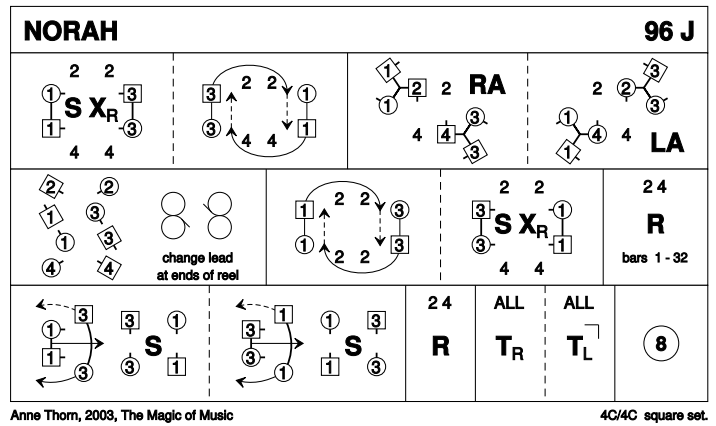 NORAH 96 J
2 2
1 S XR 3
1 3
4 4
3 2 2 1
3 4 4 1
1 2 2 RA
1 3
4 4 3
2 2 3
1 3
1 4 4 LA
1
2 2
1 3
1 3
4 4
change lead
at ends of reel
1 2 2 3
1 2 2 3
2 2
3 S XR 1
3 1
4 4
2 4
R
bars 1 - 32
3 3 1
1 S
1
3 3 1
1 1 3
3 S
1
3 1 3
2 4
R
ALL
TR
ALL
TL
8
Anne Thorn, 2003, The Magic of Music 4C/4C square set.